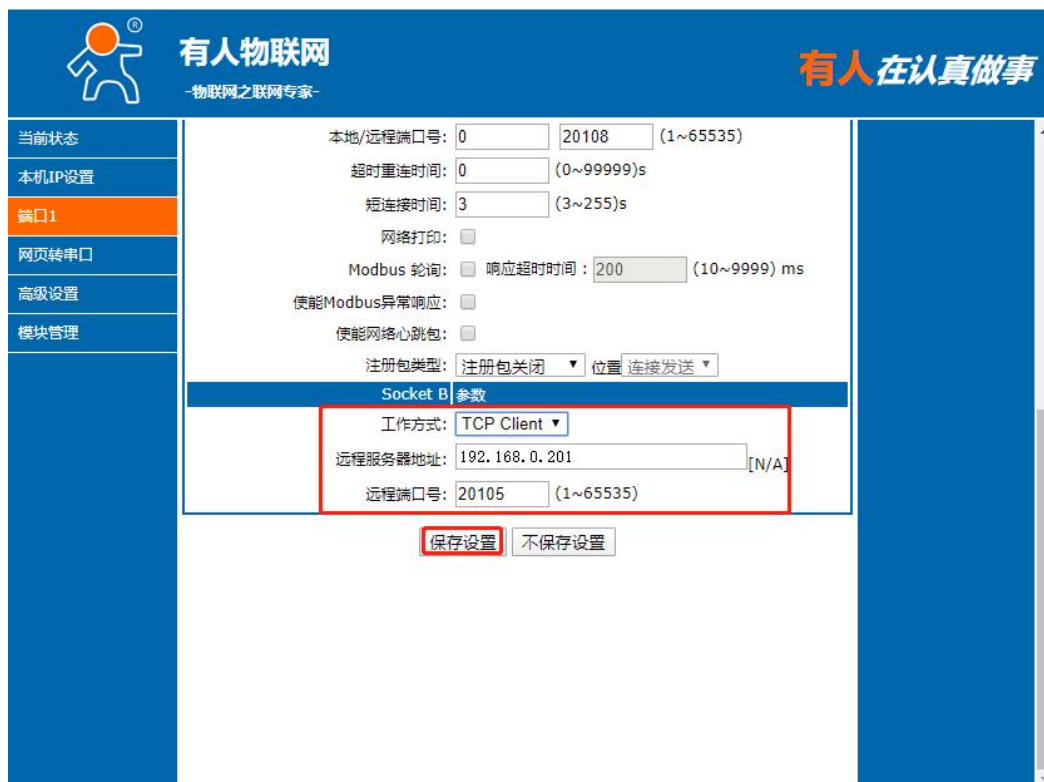 ®
有人物联网
-物联网之联网专家-
有人在认真做事
当前状态
本机IP设置
端口1
网页转串口
高级设置
模块管理
本地/远程端口号: 0 20108 (1~65535)
超时重连时间: 0 (0~99999)s
短连接时间: 3 (3~255)s
网络打印:
Modbus 轮询: 响应超时时间：200 (10~9999) ms
使能Modbus异常响应:
使能网络心跳包:
注册包类型: 注册包关闭 ▼ 位置 连接发送 ▼
Socket B 参数
工作方式: TCP Client ▼
远程服务器地址: 192.168.0.201 [N/A]
远程端口号: 20105 (1~65535)
保存设置 不保存设置